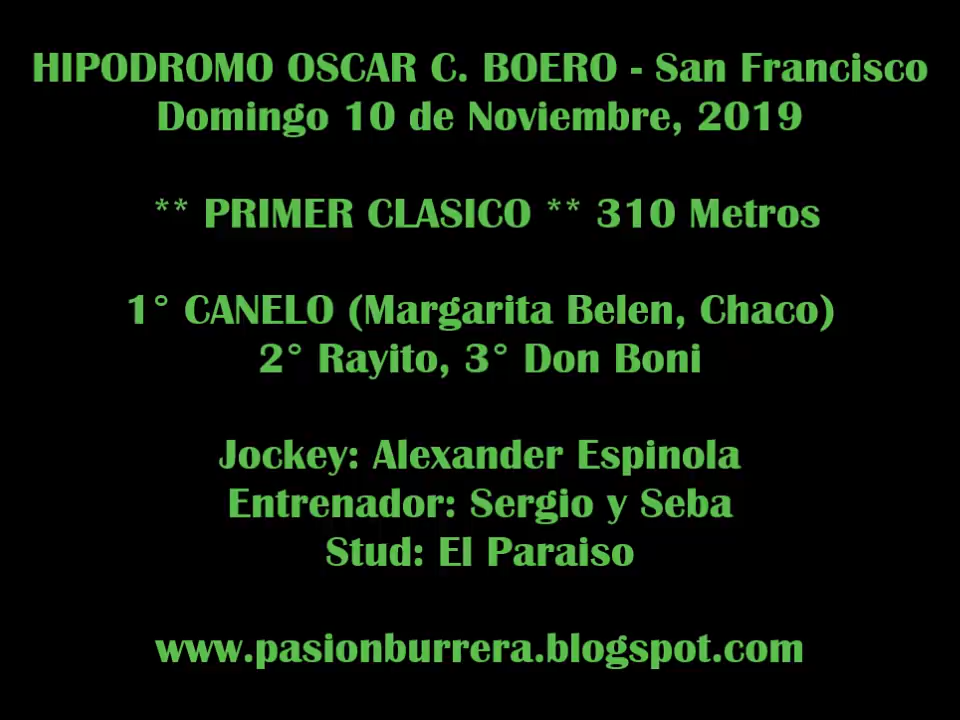 HIPODROMO OSCAR C. BOERO - San Francisco
Domingo 10 de Noviembre, 2019
** PRIMER CLASICO ** 310 Metros
1° CANELO (Margarita Belen, Chaco)
2° Rayito, 3° Don Boni
Jockey: Alexander Espinola
Entrenador: Sergio y Seba
Stud: El Paraiso
www.pasionburrera.blogspot.com